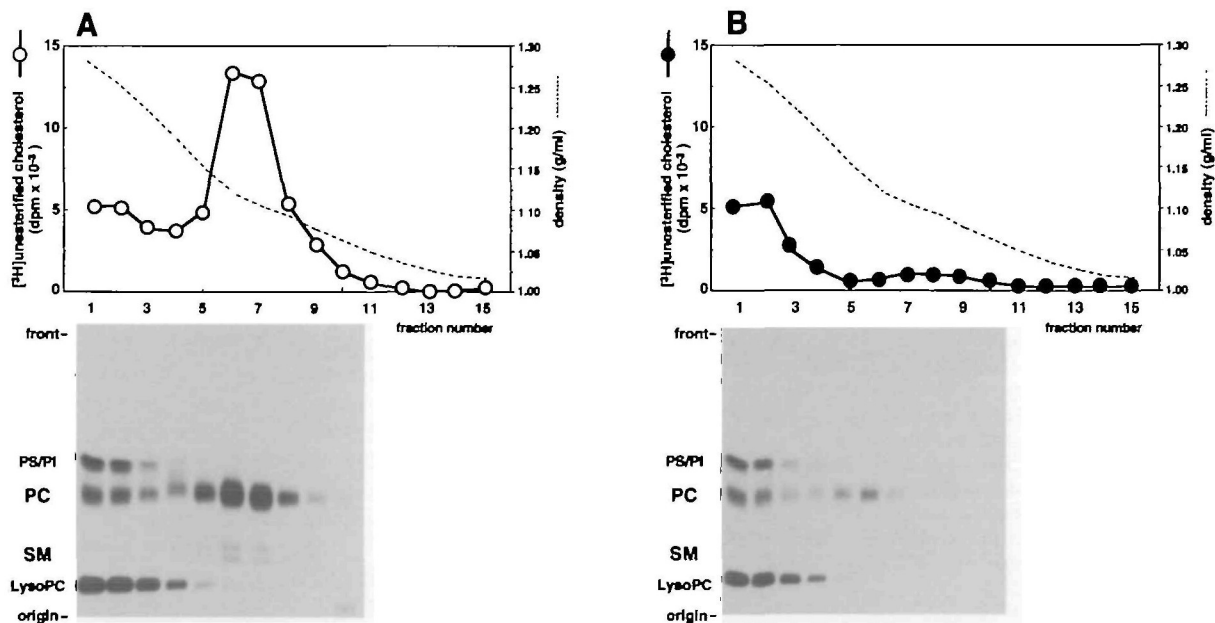 A
[³H]unesterified cholesterol
(dpm x 10⁻³)
15
10
5
0
1.30
1.25
1.20
1.15
1.10
1.05
1.00
density (g/ml)
1 3 5 7 9 11 13 15
fraction number
front-
PS/PI
PC
SM
LysoPC
origin-
B
[³H]unesterified cholesterol
(dpm x 10⁻³)
15
10
5
0
1.30
1.25
1.20
1.15
1.10
1.05
1.00
density (g/ml)
1 3 5 7 9 11 13 15
fraction number
front-
PS/PI
PC
SM
LysoPC
origin-